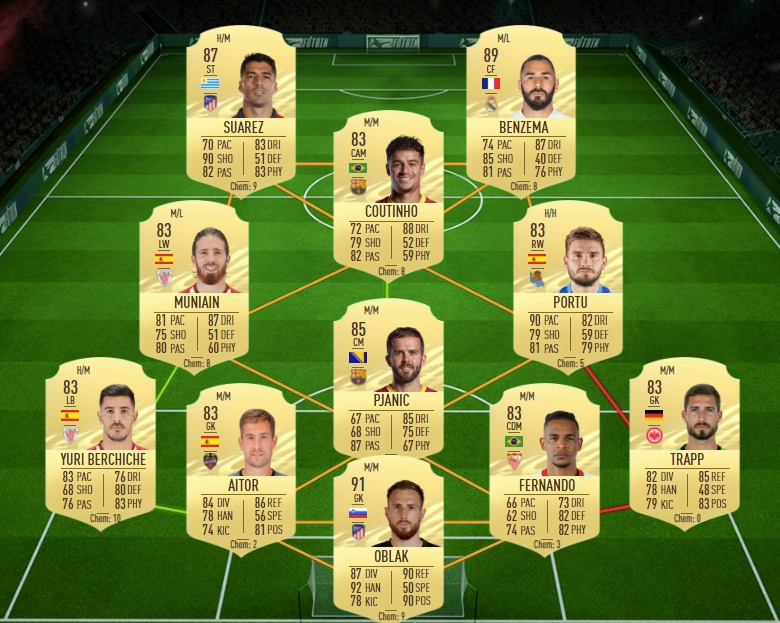 H/M
87
ST
SUAREZ
70 PAC 83 DRI
90 SHO 51 DEF
82 PAS 83 PHY
Chem: 9
M/L
89
CF
BENZEMA
74 PAC 87 DRI
85 SHO 40 DEF
81 PAS 76 PHY
Chem: 8
M/M
83
CAM
COUTINHO
72 PAC 88 DRI
79 SHO 52 DEF
82 PAS 59 PHY
Chem: 8
M/L
83
LW
MUNIAIN
81 PAC 87 DRI
75 SHO 51 DEF
80 PAS 60 PHY
Chem: 8
H/H
83
RW
PORTU
90 PAC 82 DRI
79 SHO 59 DEF
81 PAS 79 PHY
Chem: 5
M/M
85
CM
PJANIC
67 PAC 85 DRI
68 SHO 75 DEF
87 PAS 67 PHY
H/M
83
LB
YURI BERCHICHE
83 PAC 76 DRI
68 SHO 80 DEF
76 PAS 83 PHY
Chem: 10
M/M
83
GK
AITOR
84 DIV 86 REF
78 HAN 56 SPE
74 KIC 81 POS
Chem: 2
M/M
91
GK
OBLAK
87 DIV 90 REF
92 HAN 50 SPE
78 KIC 90 POS
Chem: 9
M/M
83
CDM
FERNANDO
66 PAC 73 DRI
62 SHO 82 DEF
74 PAS 82 PHY
Chem: 3
M/M
83
GK
TRAPP
82 DIV 85 REF
78 HAN 48 SPE
79 KIC 83 POS
Chem: 0